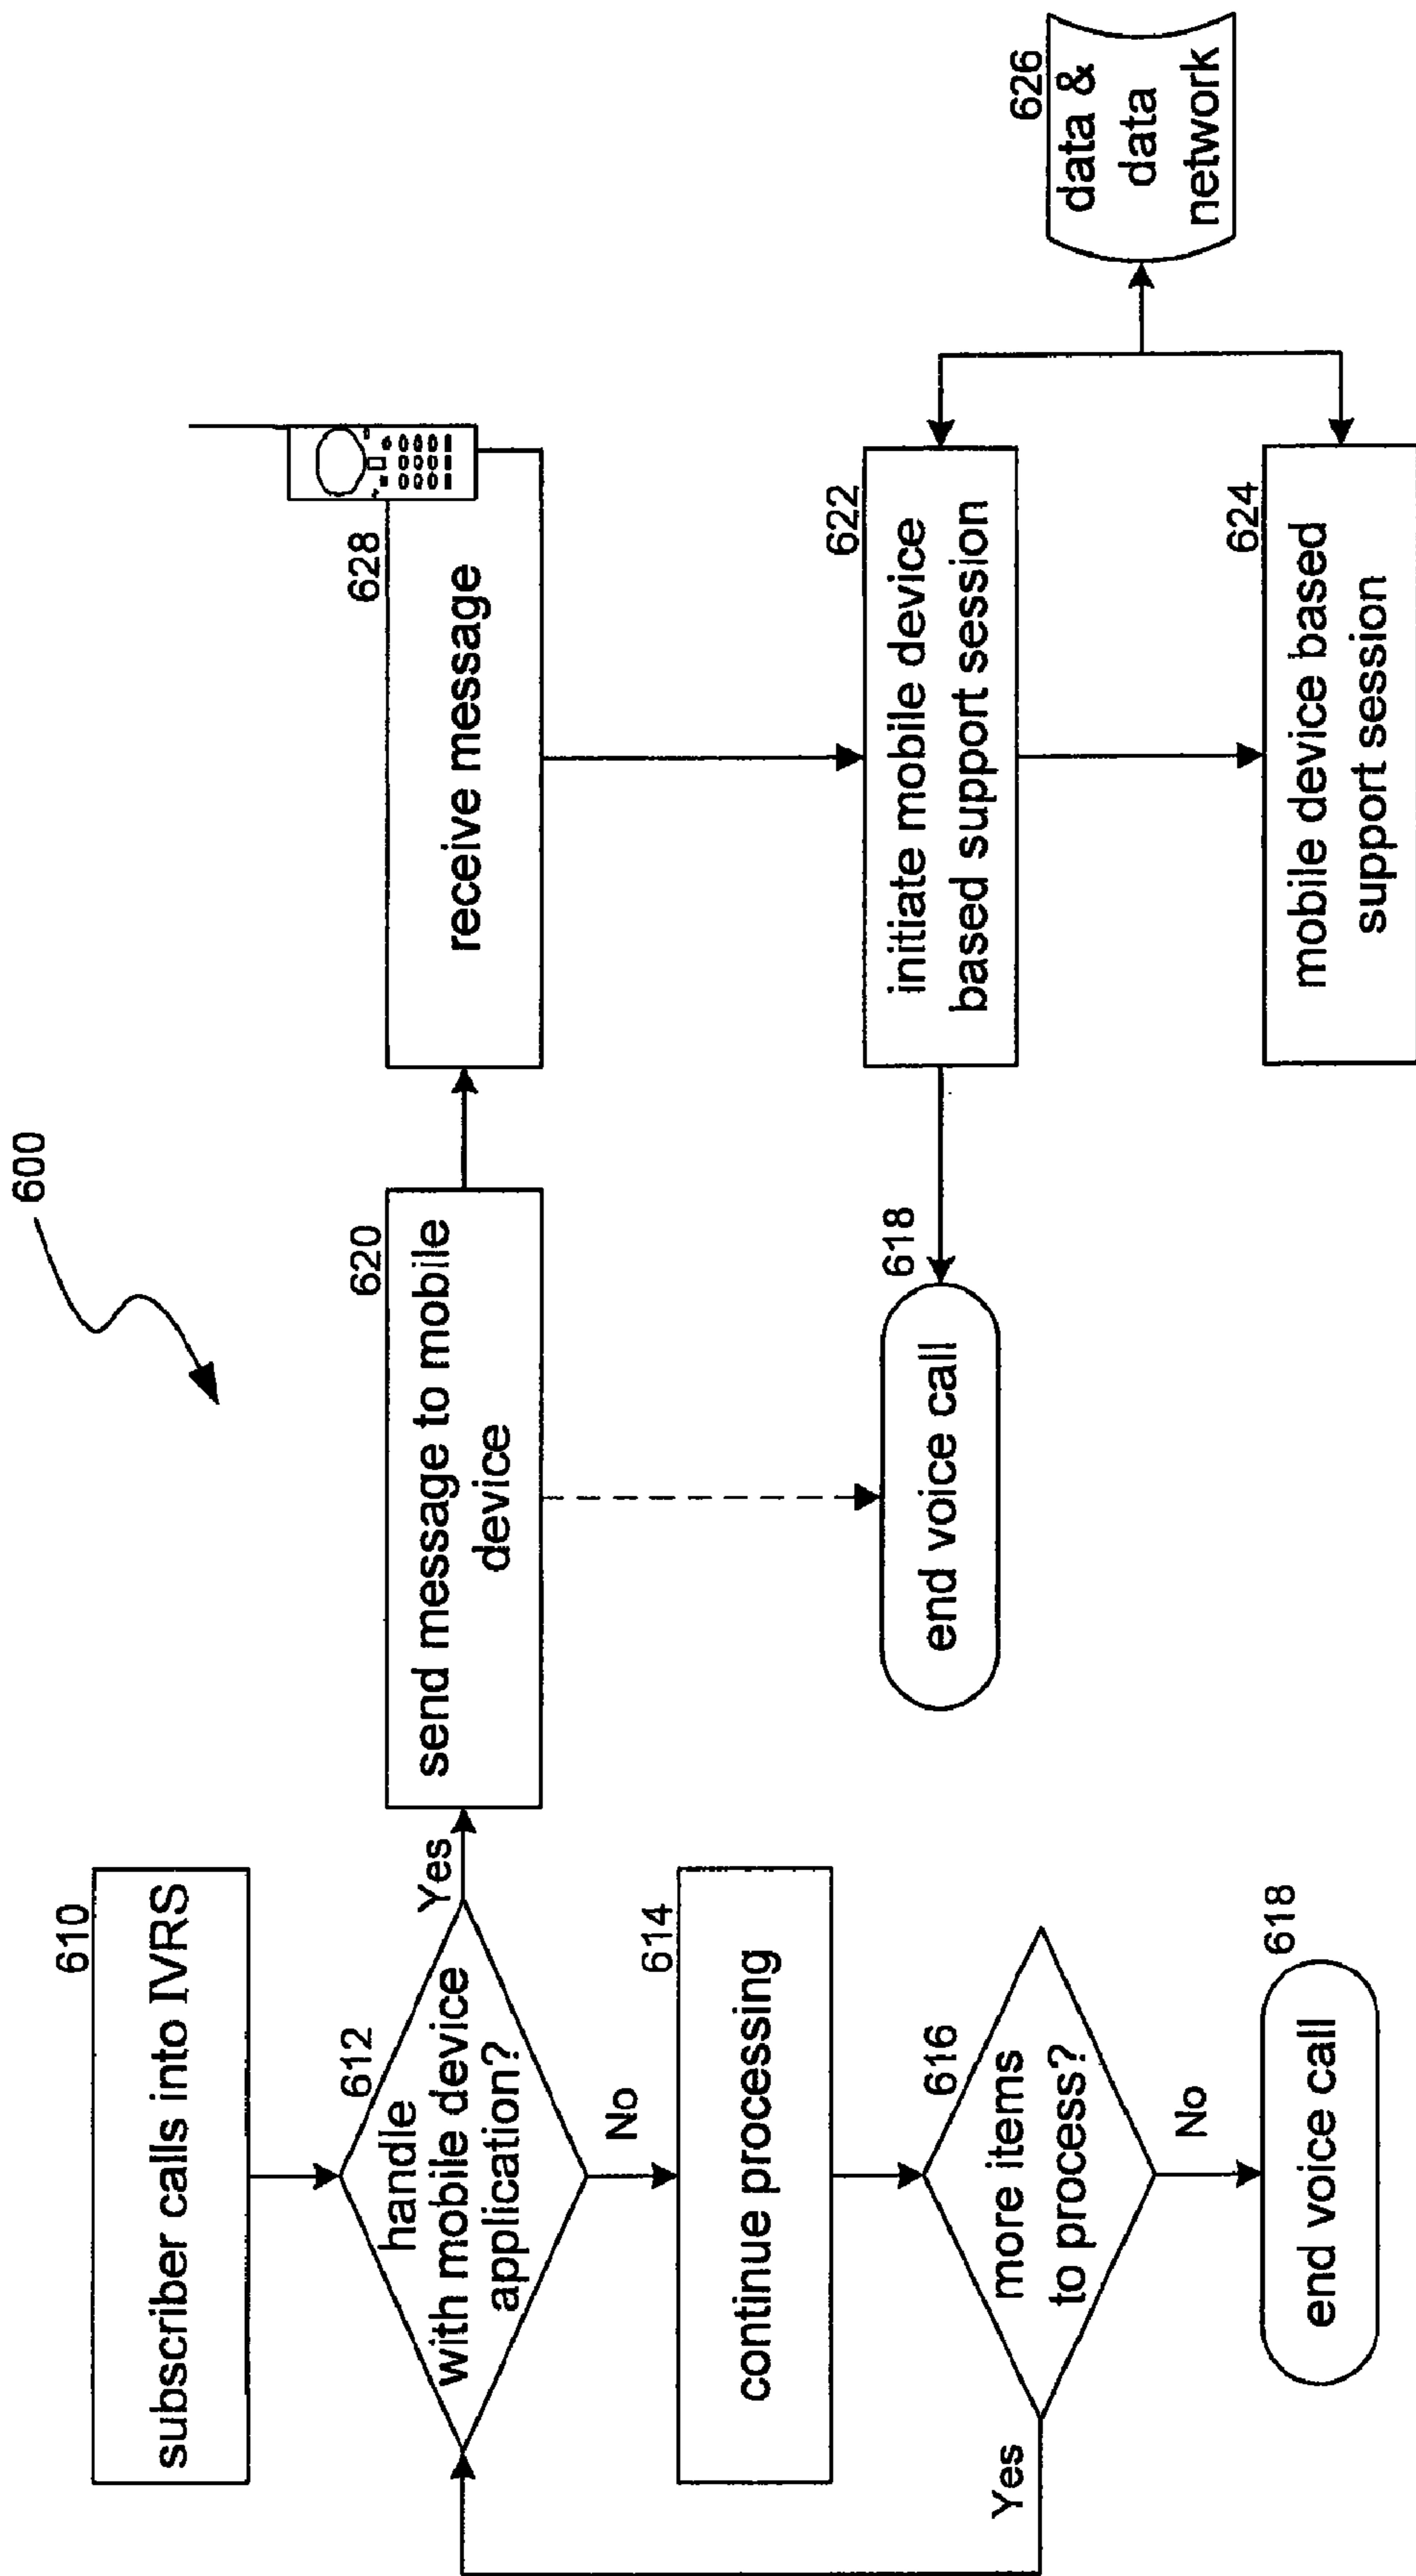 600
610
subscriber calls into IVRS
612
handle
with mobile device
application?
Yes
No
614
continue processing
616
more items
to process?
Yes
No
618
end voice call
620
send message to mobile
device
618
end voice call
628
receive message
622
initiate mobile device
based support session
624
mobile device based
support session
626
data &
data
network